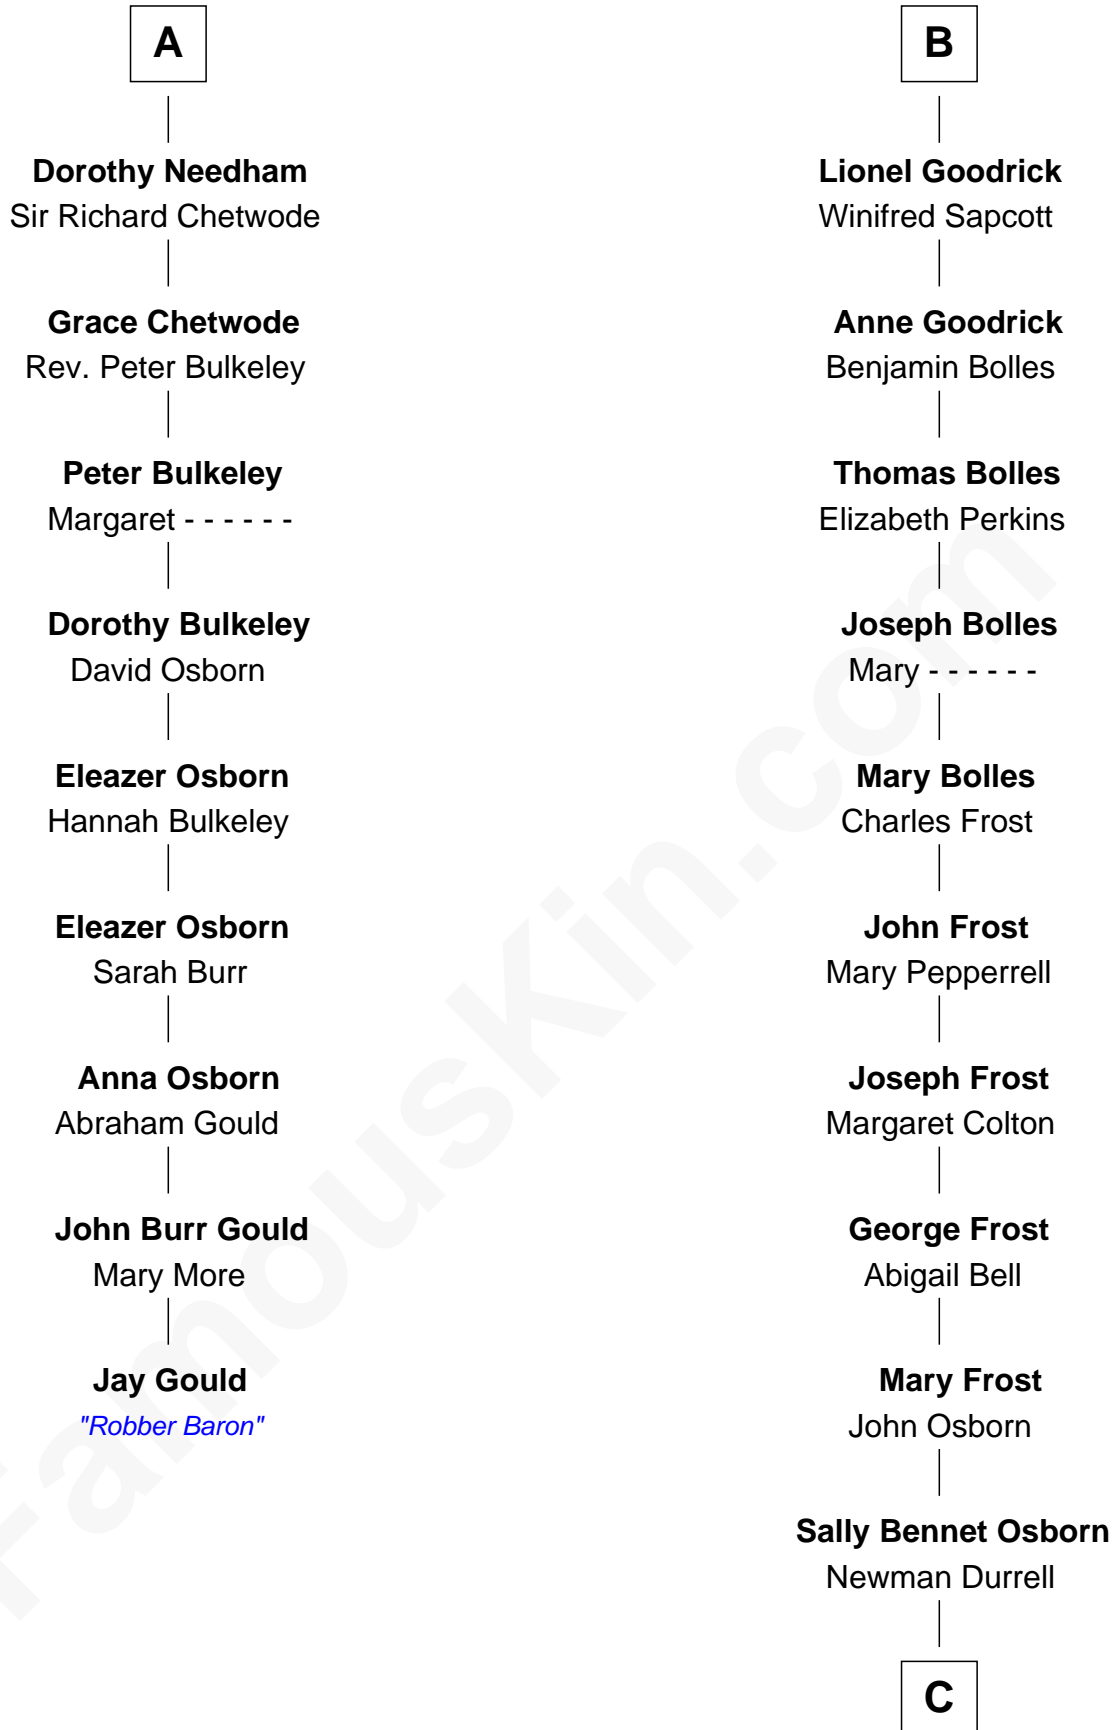 A
Dorothy Needham
Sir Richard Chetwode
Grace Chetwode
Rev. Peter Bulkeley
Peter Bulkeley
Margaret - - - - - -
Dorothy Bulkeley
David Osborn
Eleazer Osborn
Hannah Bulkeley
Eleazer Osborn
Sarah Burr
Anna Osborn
Abraham Gould
John Burr Gould
Mary More
Jay Gould
"Robber Baron"
B
Lionel Goodrick
Winifred Sapcott
Anne Goodrick
Benjamin Bolles
Thomas Bolles
Elizabeth Perkins
Joseph Bolles
Mary - - - - - -
Mary Bolles
Charles Frost
John Frost
Mary Pepperrell
Joseph Frost
Margaret Colton
George Frost
Abigail Bell
Mary Frost
John Osborn
Sally Bennet Osborn
Newman Durrell
C
FamousKin.com